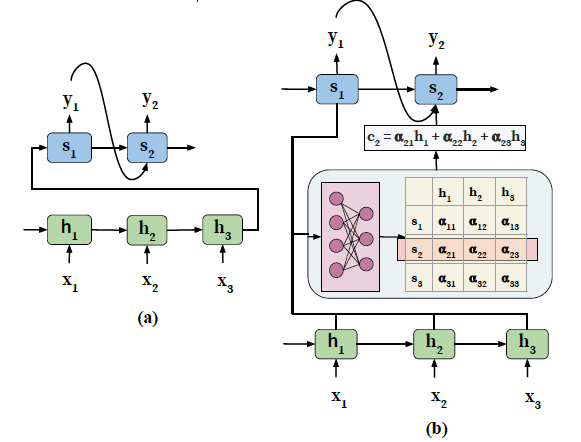 y₁ y₂
s₁ s₂
h₁ h₂ h₃
x₁ x₂ x₃
(a)
y₁ y₂
s₁ s₂
c₂ = α₂₁h₁ + α₂₂h₂ + α₂₃h₃
h₁ h₂ h₃
s₁ α₁₁ α₁₂ α₁₃
s₂ α₂₁ α₂₂ α₂₃
s₃ α₃₁ α₃₂ α₃₃
h₁ h₂ h₃
x₁ x₂ x₃
(b)